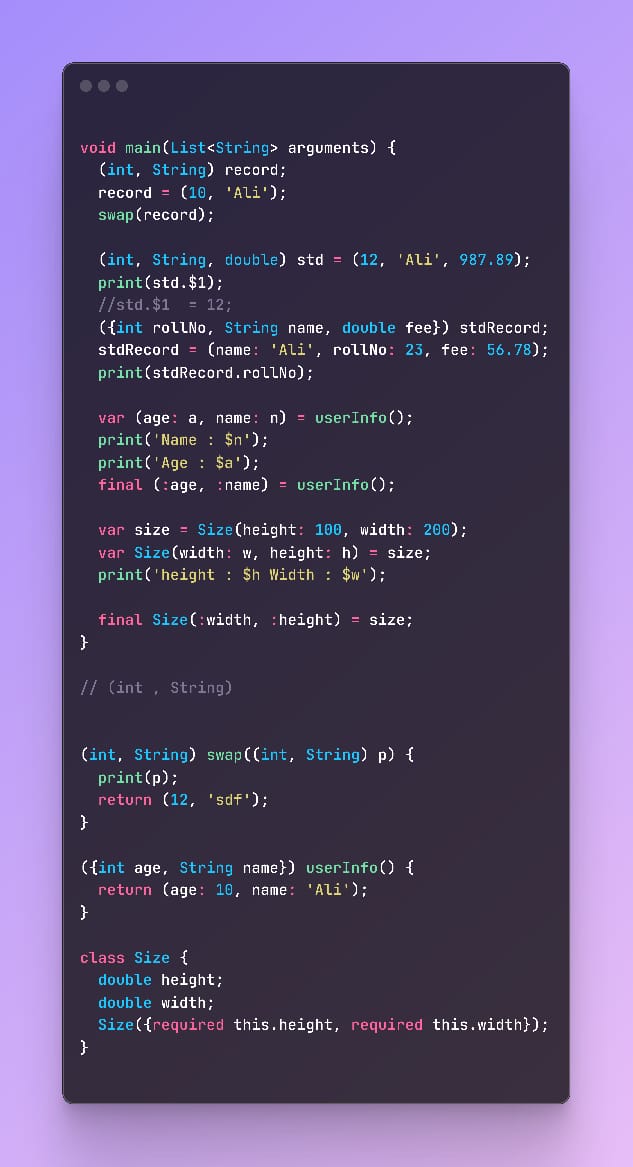 void main(List<String> arguments) {
  (int, String) record;
  record = (10, 'Ali');
  swap(record);

  (int, String, double) std = (12, 'Ali', 987.89);
  print(std.$1);
  //std.$1  = 12;
  ({int rollNo, String name, double fee}) stdRecord;
  stdRecord = (name: 'Ali', rollNo: 23, fee: 56.78);
  print(stdRecord.rollNo);

  var (age: a, name: n) = userInfo();
  print('Name : $n');
  print('Age : $a');
  final (:age, :name) = userInfo();

  var size = Size(height: 100, width: 200);
  var Size(width: w, height: h) = size;
  print('height : $h Width : $w');

  final Size(:width, :height) = size;
}

// (int , String)


(int, String) swap((int, String) p) {
  print(p);
  return (12, 'sdf');
}

({int age, String name}) userInfo() {
  return (age: 10, name: 'Ali');
}

class Size {
  double height;
  double width;
  Size({required this.height, required this.width});
}